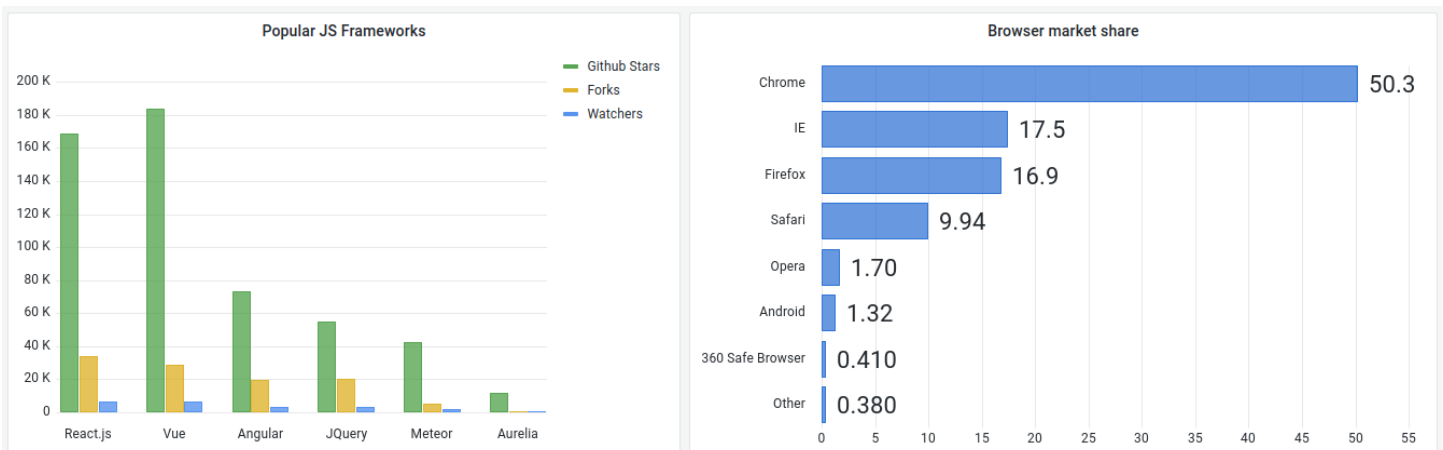 Popular JS Frameworks
Github Stars
Forks
Watchers
200 K
180 K
160 K
140 K
120 K
100 K
80 K
60 K
40 K
20 K
0
React.js Vue Angular JQuery Meteor Aurelia
Browser market share
Chrome 50.3
IE 17.5
Firefox 16.9
Safari 9.94
Opera 1.70
Android 1.32
360 Safe Browser 0.410
Other 0.380
0 5 10 15 20 25 30 35 40 45 50 55